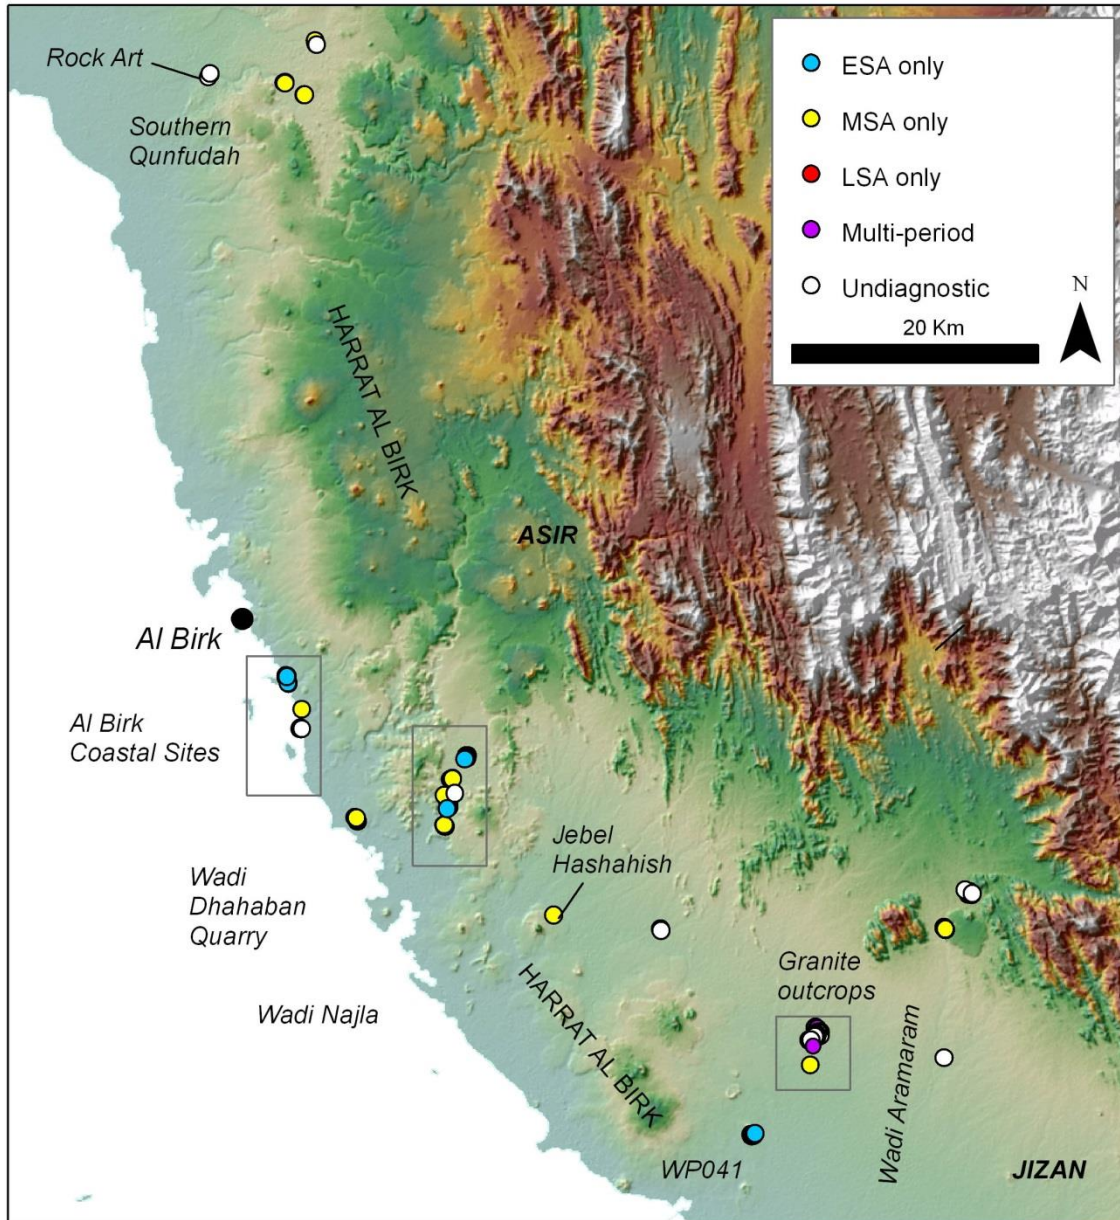 Rock Art
Southern
Qunfudah
ESA only
MSA only
LSA only
Multi-period
Undiagnostic
20 Km
N
HARRAT AL BIRK
ASIR
Al Birk
Al Birk
Coastal Sites
Wadi
Dhahaban
Quarry
Jebel
Hashahish
Wadi Najla
HARRAT AL BIRK
Granite
outcrops
Wadi Aramaram
WP041
JIZAN